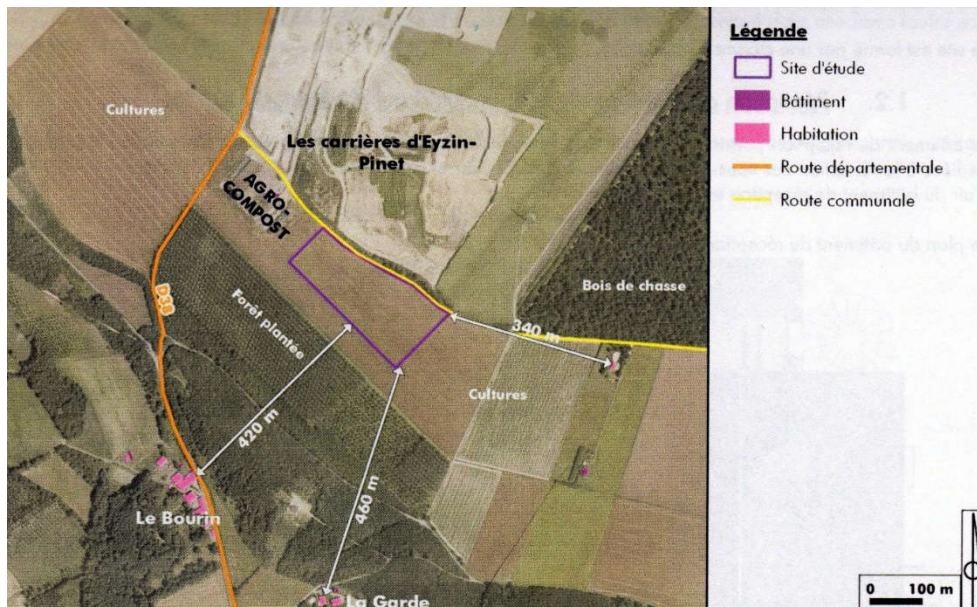 Légende
Site d'étude
Bâtiment
Habitation
Route départementale
Route communale
Cultures
Les carrières d'Eyzin-
Pinet
AGRO-
COMPOST
D38
Forêt plantée
Bois de chasse
340 m
Cultures
420 m
460 m
Le Bourin
La Garde
0 100 m